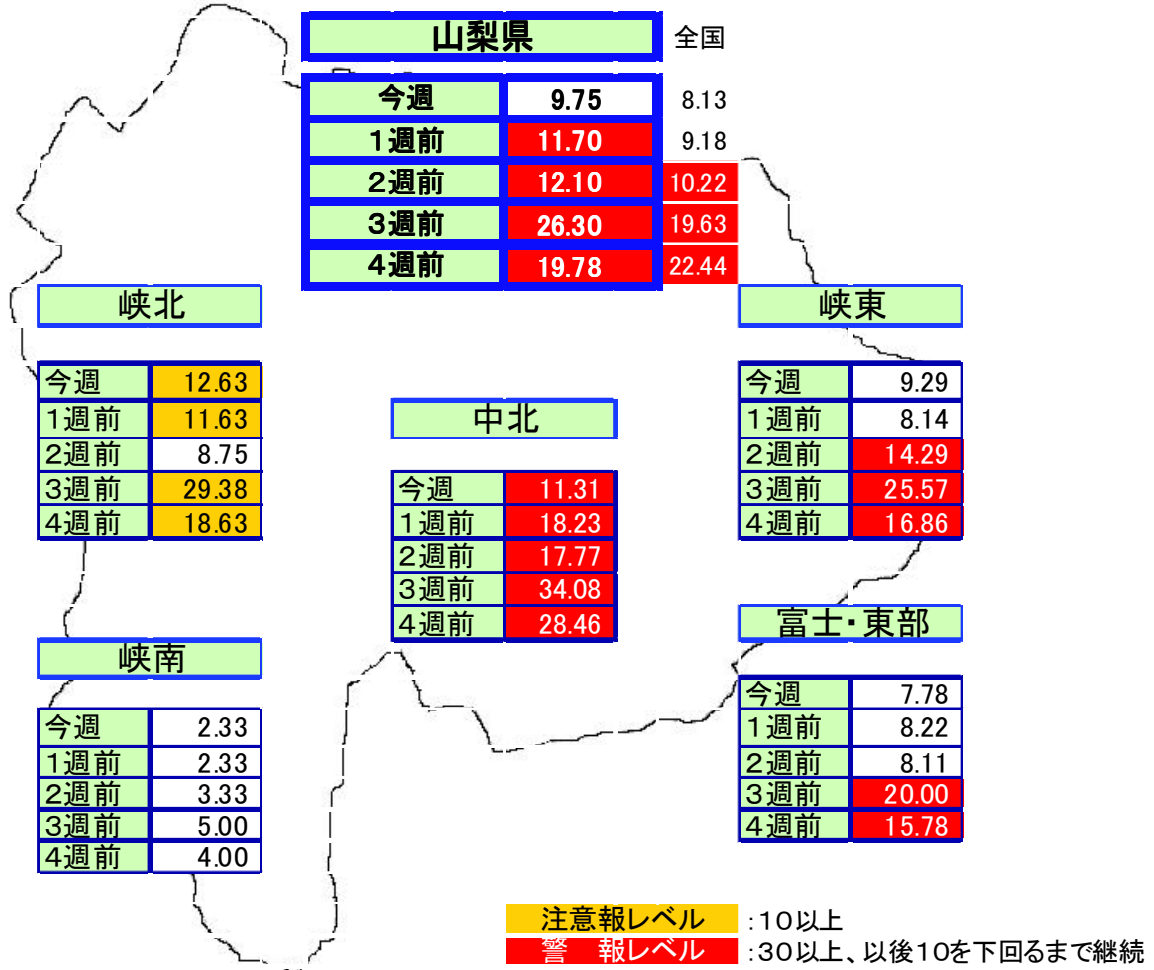 山梨県 全国
今週 9.75 8.13
1週前 11.70 9.18
2週前 12.10 10.22
3週前 26.30 19.63
4週前 19.78 22.44
峡北
今週 12.63
1週前 11.63
2週前 8.75
3週前 29.38
4週前 18.63
中北
今週 11.31
1週前 18.23
2週前 17.77
3週前 34.08
4週前 28.46
峡東
今週 9.29
1週前 8.14
2週前 14.29
3週前 25.57
4週前 16.86
峡南
今週 2.33
1週前 2.33
2週前 3.33
3週前 5.00
4週前 4.00
富士・東部
今週 7.78
1週前 8.22
2週前 8.11
3週前 20.00
4週前 15.78
注意報レベル :10以上
警 報レベル :30以上、以後10を下回るまで継続